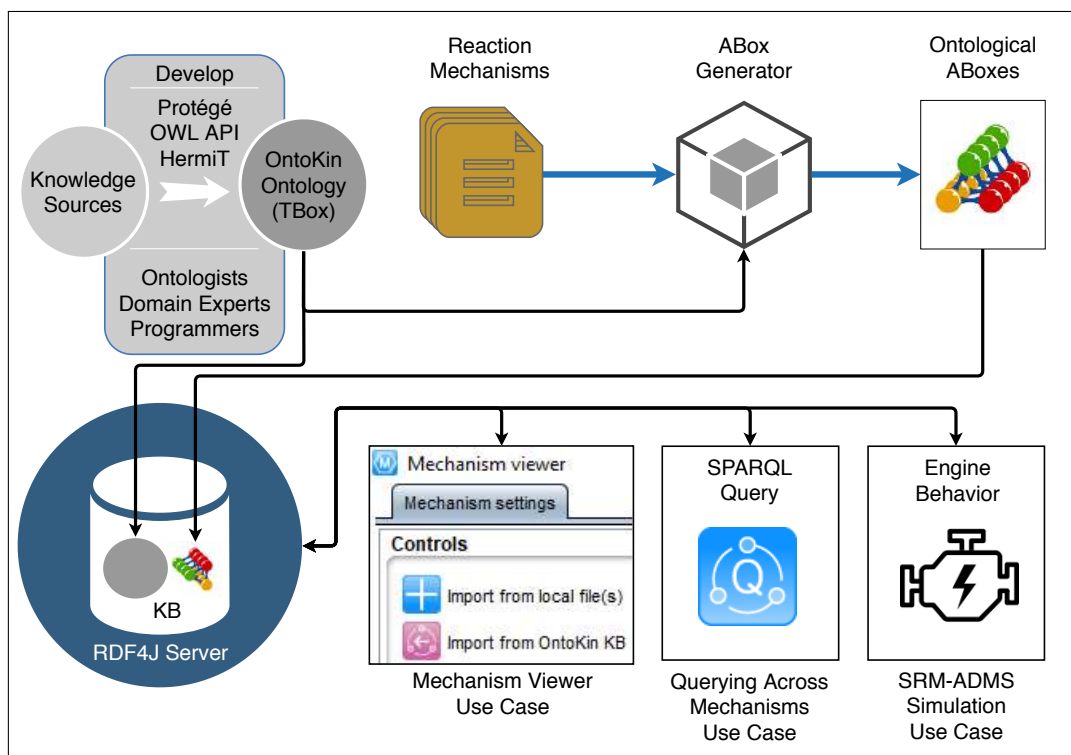 Develop
Protégé
OWL API
HermiT
Knowledge
Sources
OntoKin
Ontology
(TBox)
Ontologists
Domain Experts
Programmers
Reaction
Mechanisms
ABox
Generator
Ontological
ABoxes
KB
RDF4J Server
M
Mechanism viewer
Mechanism settings
Controls
Import from local file(s)
Import from OntoKin KB
Mechanism Viewer
Use Case
SPARQL
Query
Q
Querying Across
Mechanisms
Use Case
Engine
Behavior
SRM-ADMS
Simulation
Use Case